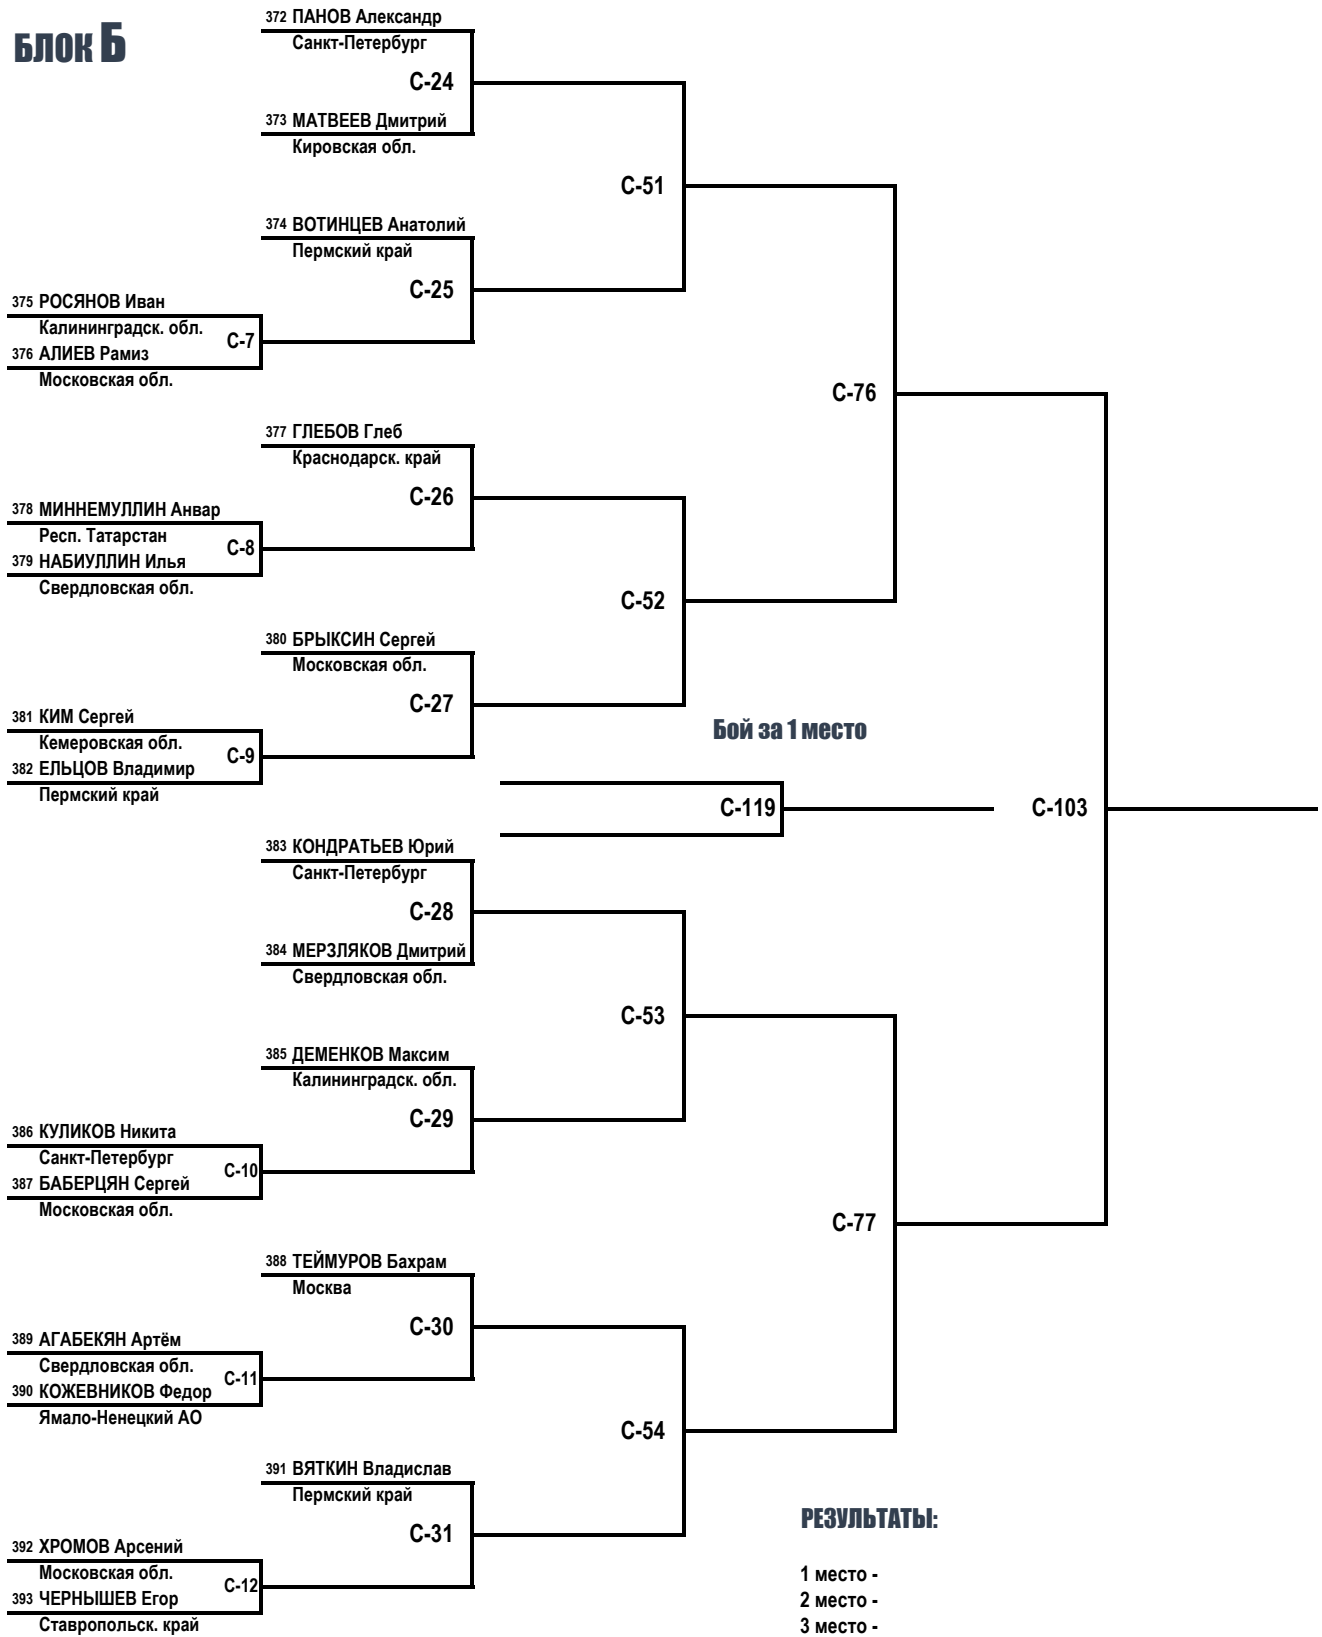 БЛОК Б
372 ПАНОВ Александр
Санкт-Петербург
С-24
373 МАТВЕЕВ Дмитрий
Кировская обл.
С-51
374 ВОТИНЦЕВ Анатолий
Пермский край
С-25
375 РОСЯНОВ Иван
Калининградск. обл.
С-7
376 АЛИЕВ Рамиз
Московская обл.
С-76
377 ГЛЕБОВ Глеб
Краснодарск. край
С-26
378 МИННЕМУЛЛИН Анвар
Респ. Татарстан
С-8
379 НАБИУЛЛИН Илья
Свердловская обл.
С-52
380 БРЫКСИН Сергей
Московская обл.
С-27
381 КИМ Сергей
Кемеровская обл.
С-9
382 ЕЛЬЦОВ Владимир
Пермский край
Бой за 1 место
С-119
С-103
383 КОНДРАТЬЕВ Юрий
Санкт-Петербург
С-28
384 МЕРЗЛЯКОВ Дмитрий
Свердловская обл.
С-53
385 ДЕМЕНКОВ Максим
Калининградск. обл.
С-29
386 КУЛИКОВ Никита
Санкт-Петербург
С-10
387 БАБЕРЦЯН Сергей
Московская обл.
С-77
388 ТЕЙМУРОВ Бахрам
Москва
С-30
389 АГАБЕКЯН Артём
Свердловская обл.
С-11
390 КОЖЕВНИКОВ Федор
Ямало-Ненецкий АО
С-54
391 ВЯТКИН Владислав
Пермский край
С-31
392 ХРОМОВ Арсений
Московская обл.
С-12
393 ЧЕРНЫШЕВ Егор
Ставропольск. край
РЕЗУЛЬТАТЫ:
1 место -
2 место -
3 место -